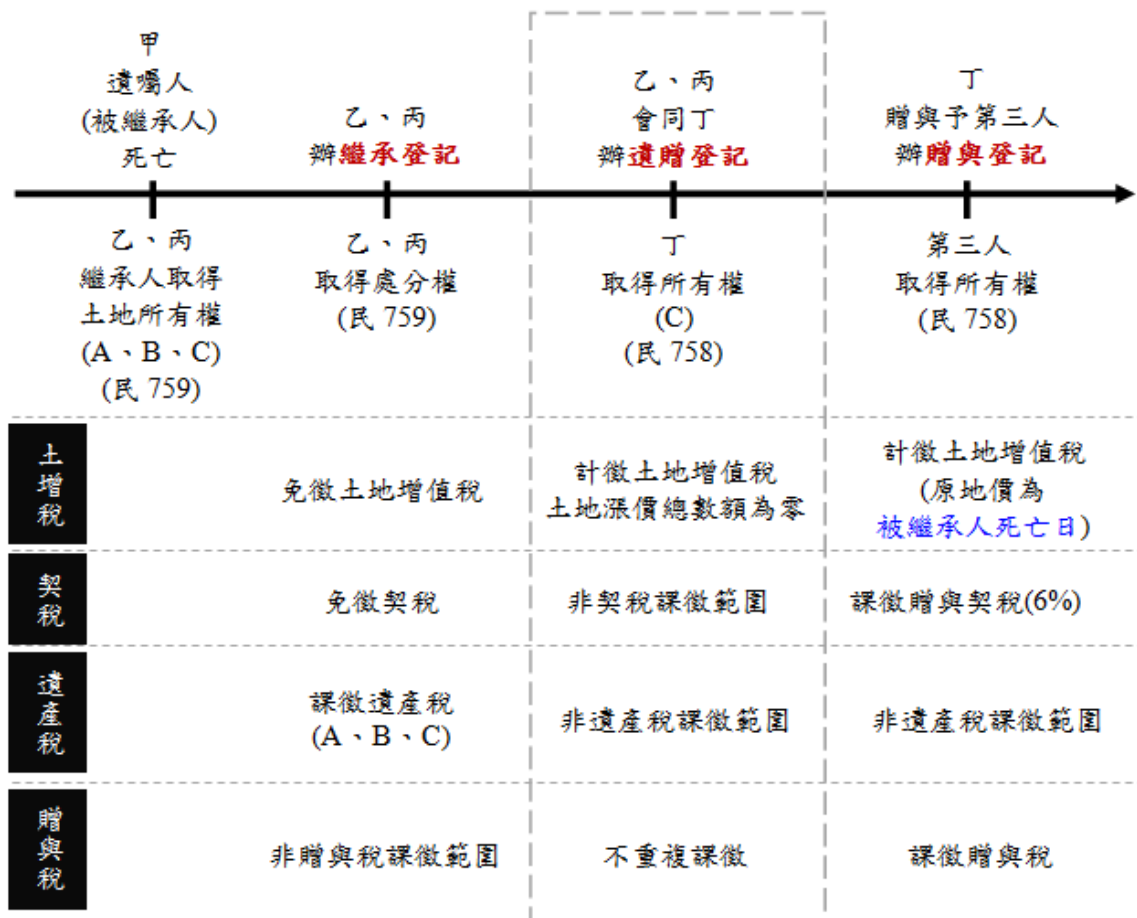 甲
遺囑人
(被繼承人)
死亡
乙、丙
辦繼承登記
乙、丙
會同丁
辦遺贈登記
丁
贈與予第三人
辦贈與登記
乙、丙
繼承人取得
土地所有權
(A、B、C)
(民 759)
乙、丙
取得處分權
(民 759)
丁
取得所有權
(C)
(民 758)
第三人
取得所有權
(民 758)
土增稅
免徵土地增值稅
計徵土地增值稅
土地漲價總數額為零
計徵土地增值稅
(原地價為
被繼承人死亡日)
契稅
免徵契稅
非契稅課徵範圍
課徵贈與契稅(6%)
遺產稅
課徵遺產稅
(A、B、C)
非遺產稅課徵範圍
非遺產稅課徵範圍
贈與稅
非贈與稅課徵範圍
不重複課徵
課徵贈與稅